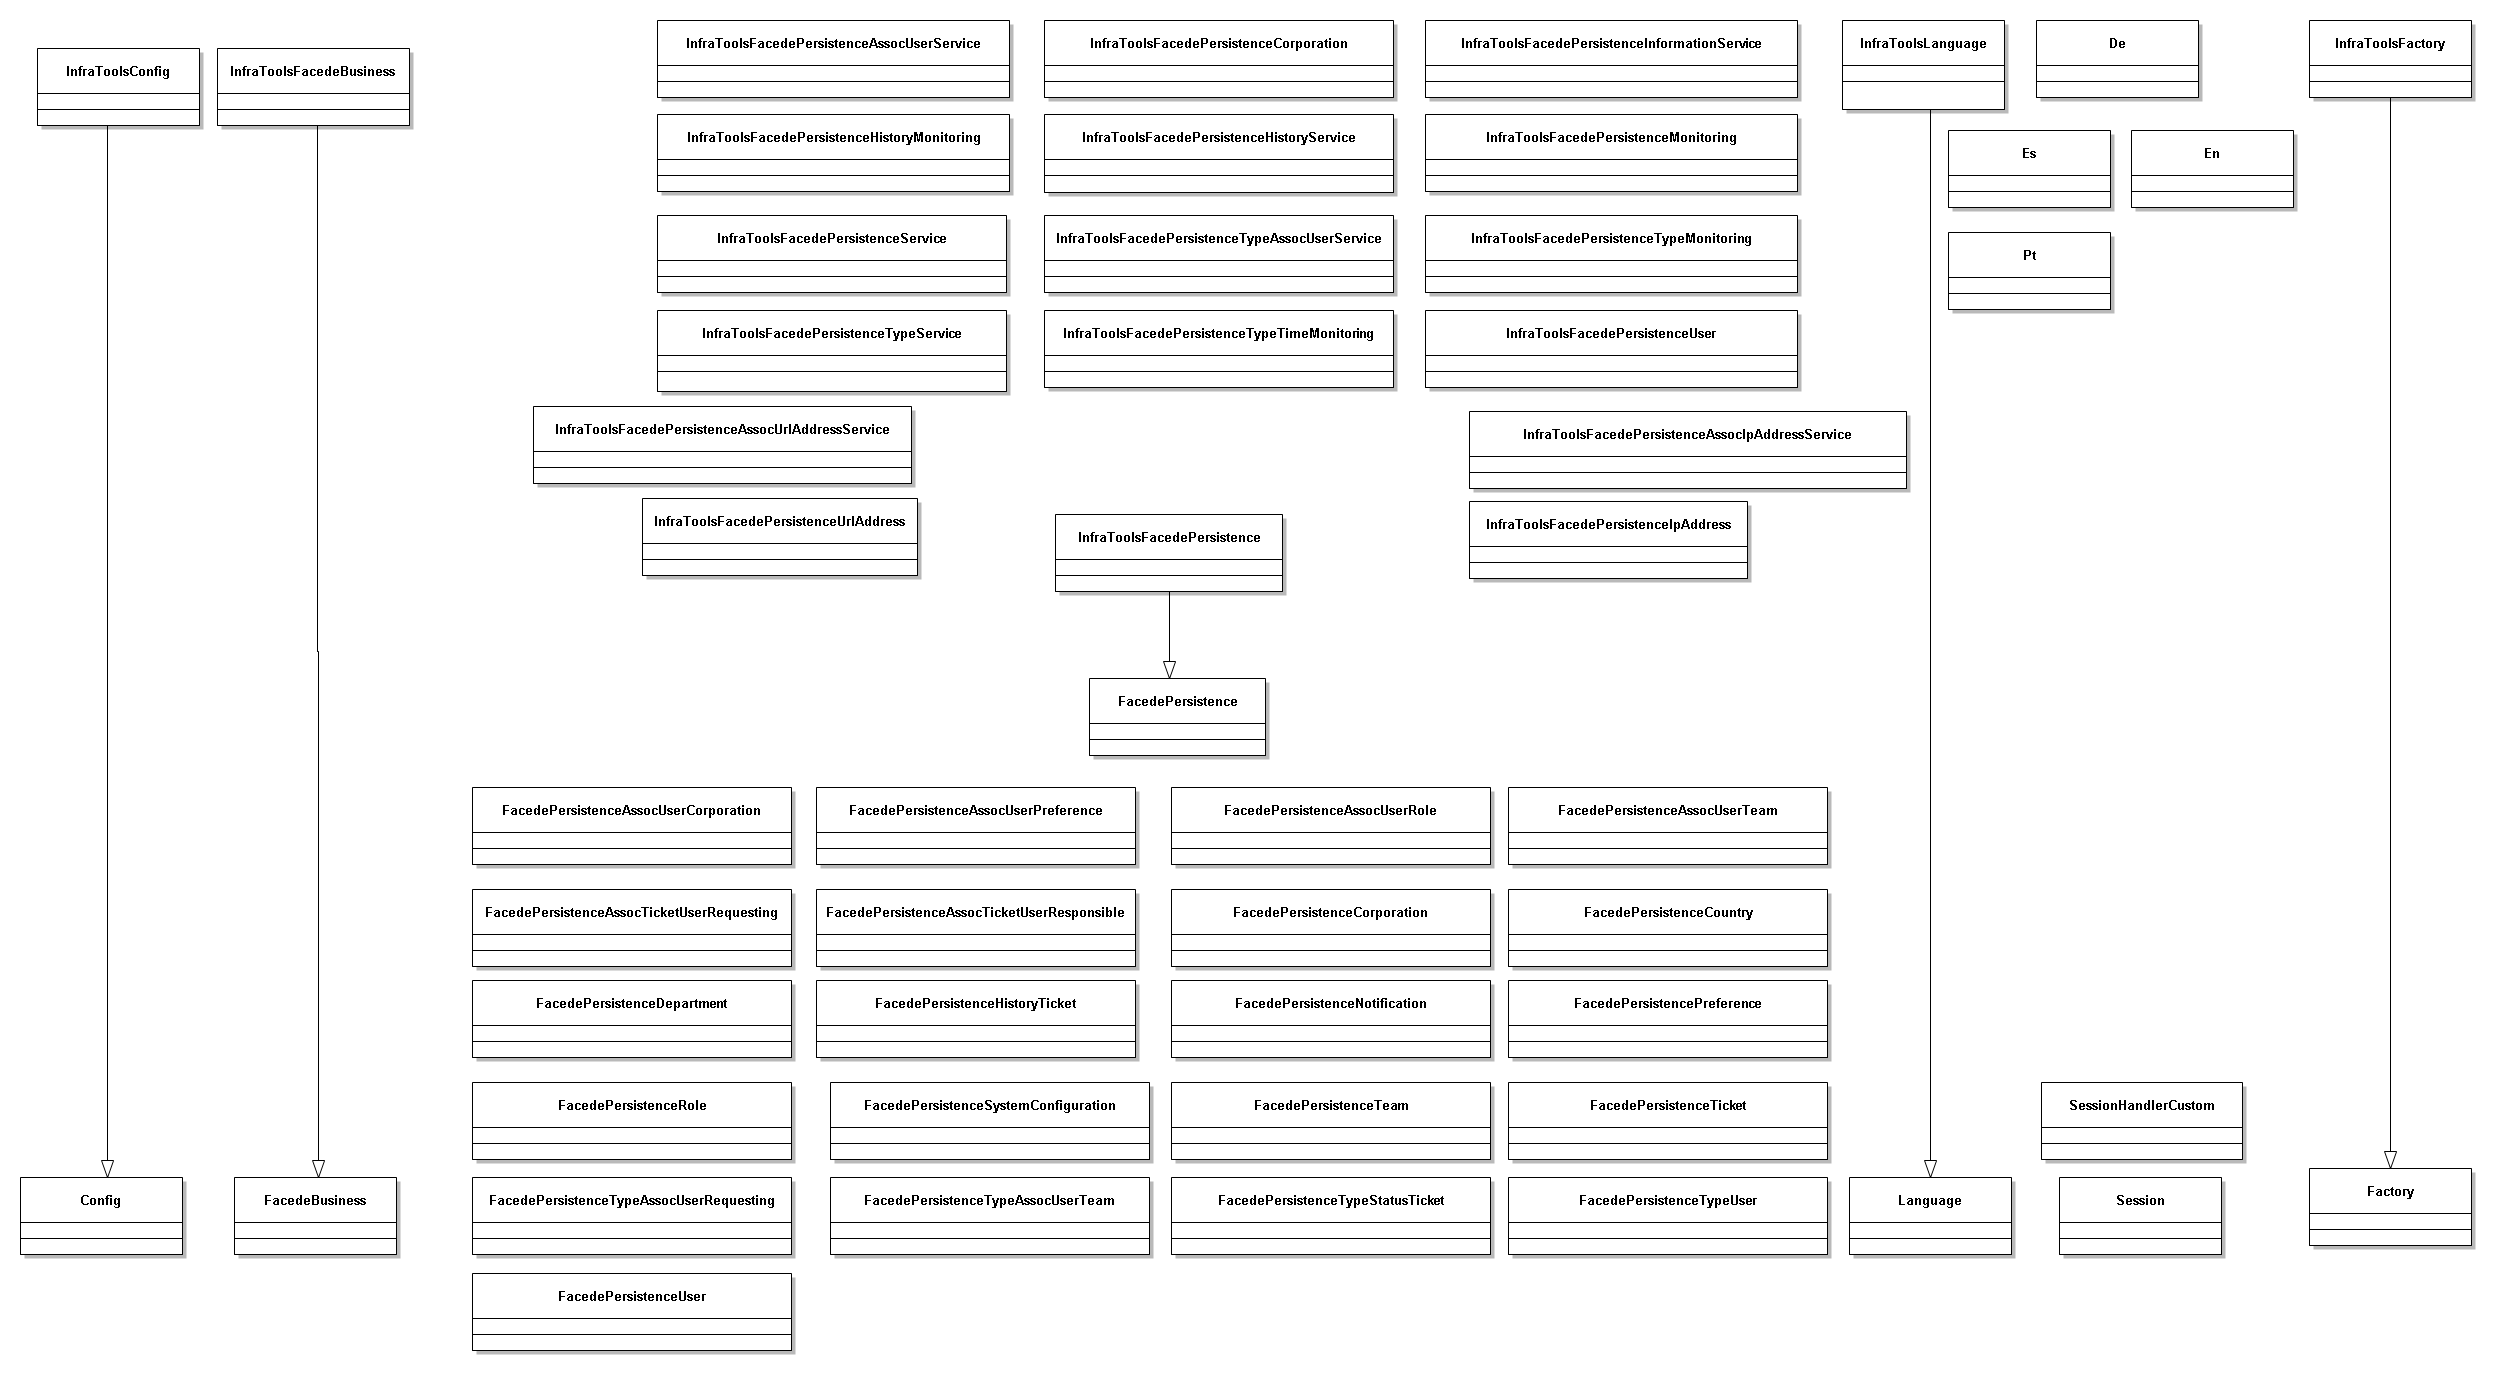 InfraToolsConfig
InfraToolsFacedeBusiness
InfraToolsFacedePersistenceAssocUserService
InfraToolsFacedePersistenceCorporation
InfraToolsFacedePersistenceInformationService
InfraToolsLanguage
De
InfraToolsFactory
InfraToolsFacedePersistenceHistoryMonitoring
InfraToolsFacedePersistenceHistoryService
InfraToolsFacedePersistenceMonitoring
Es
En
InfraToolsFacedePersistenceService
InfraToolsFacedePersistenceTypeAssocUserService
InfraToolsFacedePersistenceTypeMonitoring
Pt
InfraToolsFacedePersistenceTypeService
InfraToolsFacedePersistenceTypeTimeMonitoring
InfraToolsFacedePersistenceUser
InfraToolsFacedePersistenceAssocUrlAddressService
InfraToolsFacedePersistenceAssocIpAddressService
InfraToolsFacedePersistenceUrlAddress
InfraToolsFacedePersistence
InfraToolsFacedePersistenceIpAddress
FacedePersistence
FacedePersistenceAssocUserCorporation
FacedePersistenceAssocUserPreference
FacedePersistenceAssocUserRole
FacedePersistenceAssocUserTeam
FacedePersistenceAssocTicketUserRequesting
FacedePersistenceAssocTicketUserResponsible
FacedePersistenceCorporation
FacedePersistenceCountry
FacedePersistenceDepartment
FacedePersistenceHistoryTicket
FacedePersistenceNotification
FacedePersistencePreference
FacedePersistenceRole
FacedePersistenceSystemConfiguration
FacedePersistenceTeam
FacedePersistenceTicket
SessionHandlerCustom
Config
FacedeBusiness
FacedePersistenceTypeAssocUserRequesting
FacedePersistenceTypeAssocUserTeam
FacedePersistenceTypeStatusTicket
FacedePersistenceTypeUser
Language
Session
Factory
FacedePersistenceUser